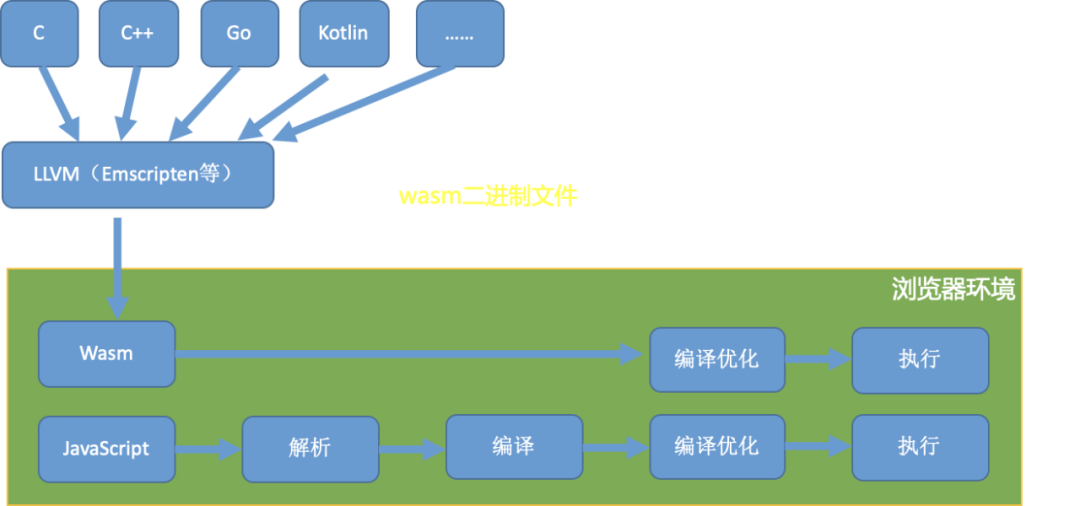 C
C++
Go
Kotlin
……
LLVM（Emscripten等）
wasm二进制文件
浏览器环境
Wasm
编译优化
执行
JavaScript
解析
编译
编译优化
执行